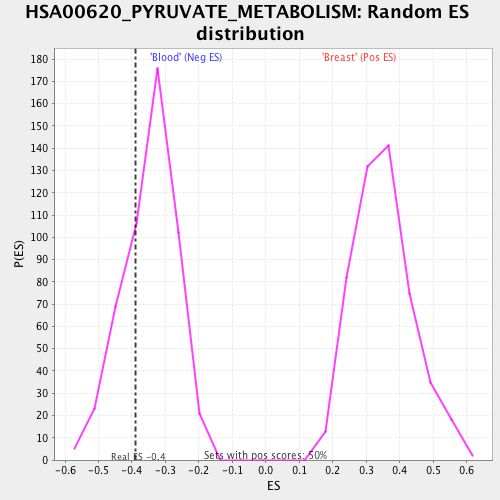 HSA00620_PYRUVATE_METABOLISM: Random ES
distribution
'Blood' (Neg ES)
'Breast' (Pos ES)
180
170
160
150
140
130
120
110
100
90
80
70
60
50
40
30
20
10
0
P(ES)
Real ES -0.4
Sets with pos scores: 50%
-0.6 -0.5 -0.4 -0.3 -0.2 -0.1 0.0 0.1 0.2 0.3 0.4 0.5 0.6
ES